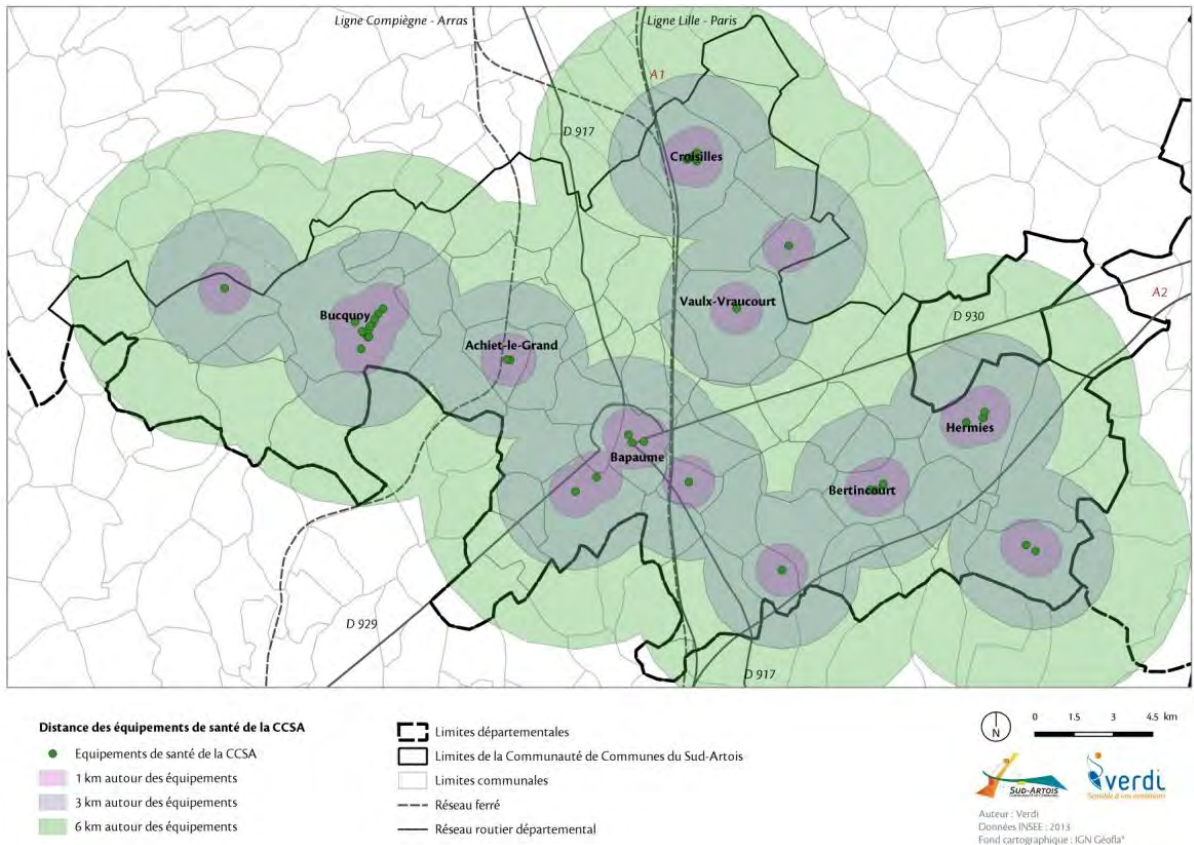 Ligne Compiègne - Arras
Ligne Lille - Paris
A1
D 917
Croisilles
Vaulx-Vraucourt
Bucquoy
Achiet-le-Grand
D 930
A2
Hermies
Bapaume
Bertincourt
D 929
D 917
Distance des équipements de santé de la CCSA
Equipements de santé de la CCSA
1 km autour des équipements
3 km autour des équipements
6 km autour des équipements
Limites départementales
Limites de la Communauté de Communes du Sud-Artois
Limites communales
Réseau ferré
Réseau routier départemental
N
0 1.5 3 4.5 km
SUD-ARTOIS
verdi
Auteur : Verdi
Données INSEE : 2013
Fond cartographique : IGN Géofla®